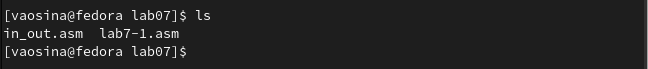 [vaosina@fedora lab07]$ ls
in_out.asm  lab7-1.asm
[vaosina@fedora lab07]$